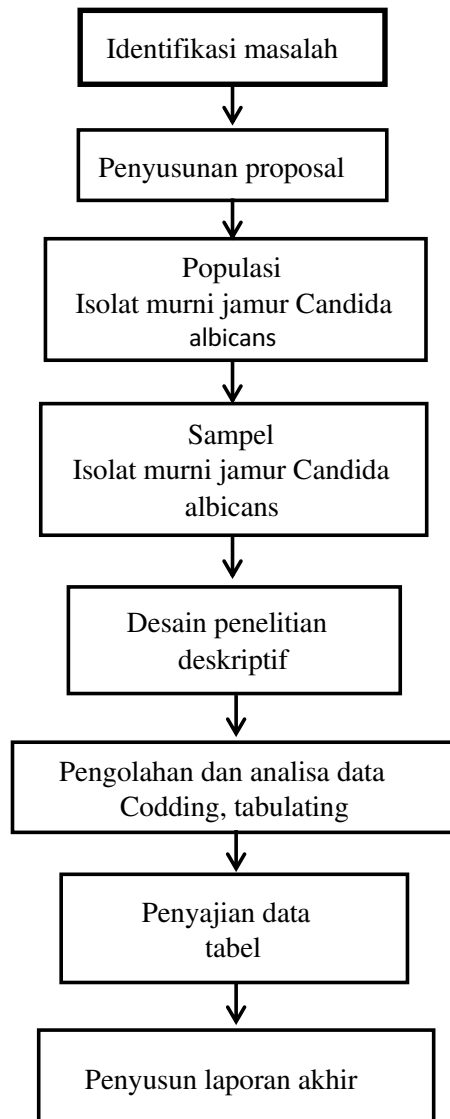 Identifikasi masalah
Penyusunan proposal
Populasi
Isolat murni jamur Candida
albicans
Sampel
Isolat murni jamur Candida
albicans
Desain penelitian
deskriptif
Pengolahan dan analisa data
Codding, tabulating
Penyajian data
tabel
Penyusun laporan akhir